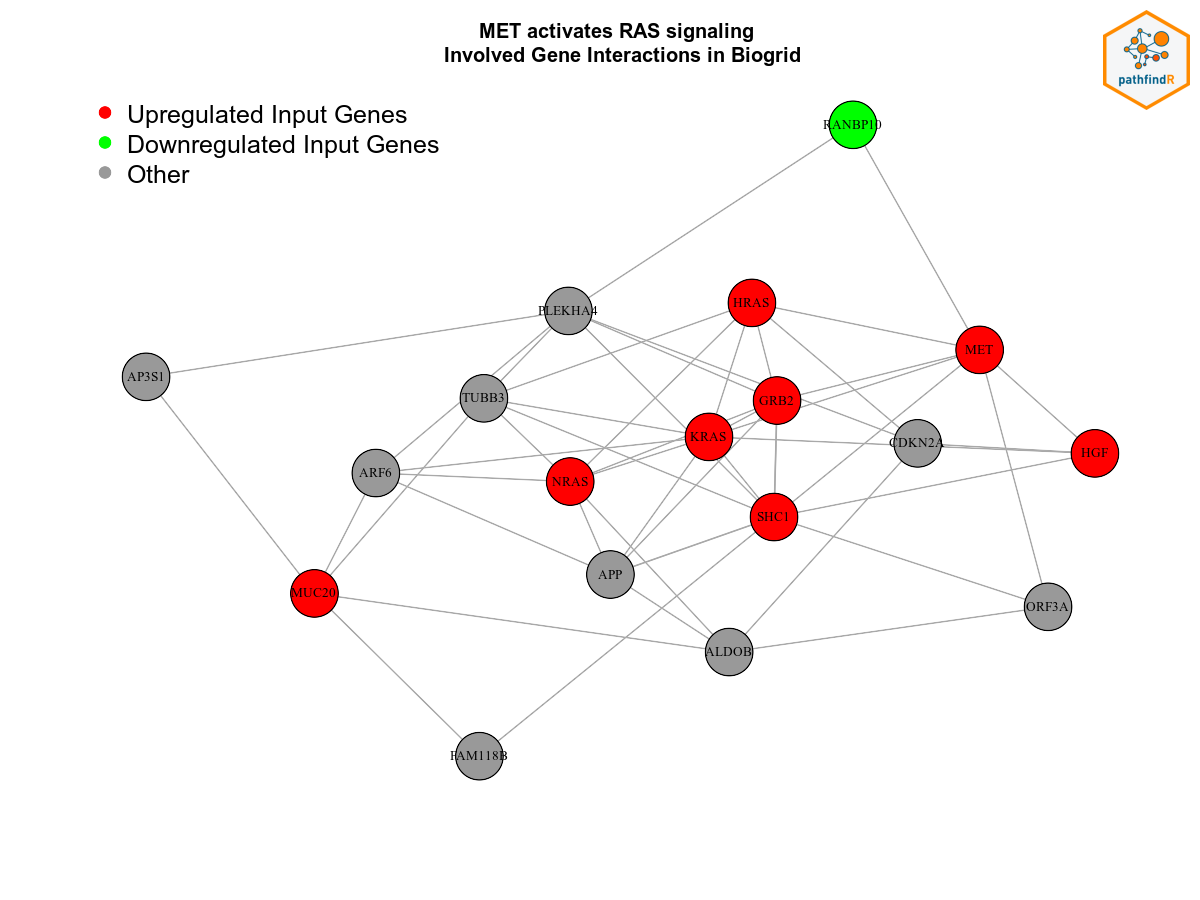 MET activates RAS signaling
Involved Gene Interactions in Biogrid
pathfindR
Upregulated Input Genes
Downregulated Input Genes
Other
RANBP10
HRAS
PLEKHA4
MET
AP3S1
TUBB3
GRB2
KRAS
CDKN2A
HGF
ARF6
NRAS
SHC1
APP
MUC20
ORF3A
ALDOB
FAM118B